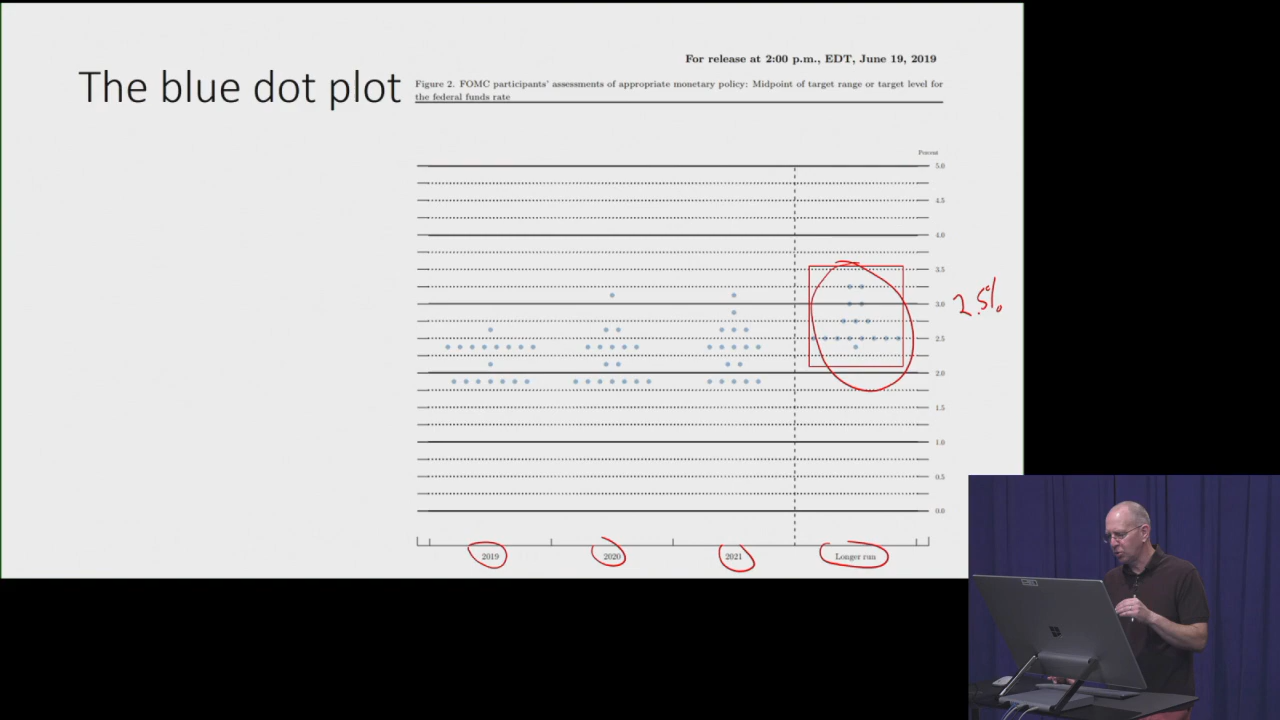 The blue dot plot
For release at 2:00 p.m., EDT, June 19, 2019
Figure 2. FOMC participants' assessments of appropriate monetary policy: Midpoint of target range or target level for
the federal funds rate
Percent
5.0
4.5
4.0
3.5
3.0
2.5%
2.5
2.0
1.5
1.0
0.5
0.0
2019
2020
2021
Longer run